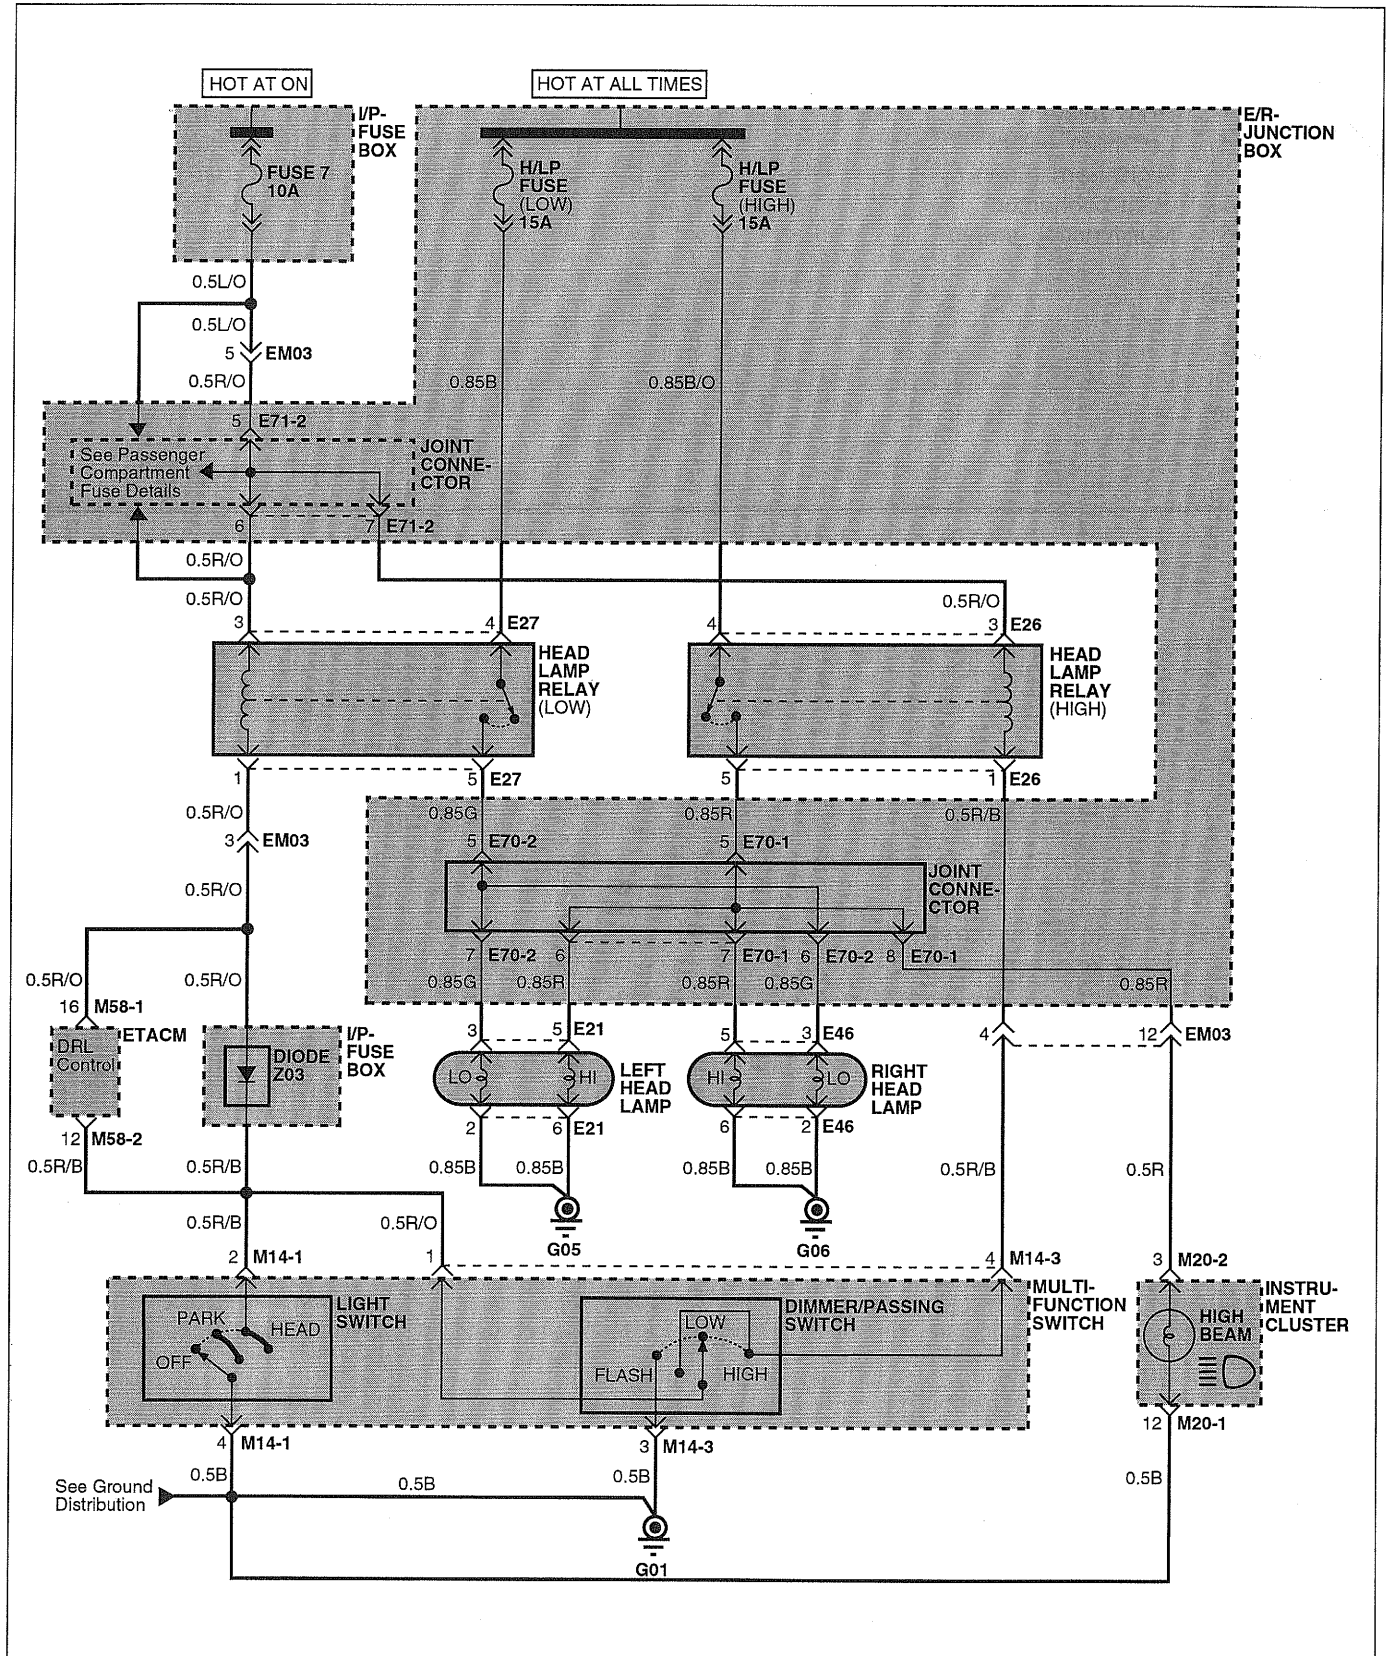 HOT AT ON
HOT AT ALL TIMES
I/P-
FUSE
BOX
E/R-
JUNCTION
BOX
FUSE 7
10A
H/LP
FUSE
(LOW)
15A
H/LP
FUSE
(HIGH)
15A
0.5L/O
0.5L/O
5 EM03
0.5R/O
0.85B
0.85B/O
5 E71-2
See Passenger
Compartment
Fuse Details
JOINT
CONNE-
CTOR
6
7 E71-2
0.5R/O
0.5R/O
0.5R/O
3
4 E27
4
3 E26
HEAD
LAMP
RELAY
(LOW)
HEAD
LAMP
RELAY
(HIGH)
1
5 E27
5
1 E26
0.5R/O
0.85G
0.85R
0.5R/B
3 EM03
5 E70-2
5 E70-1
JOINT
CONNE-
CTOR
0.5R/O
7 E70-2
6
7 E70-1
6 E70-2
8 E70-1
0.5R/O
0.5R/O
0.85G
0.85R
0.85R
0.85G
0.85R
16 M58-1
ETACM
DRL
Control
DIODE
Z03
I/P-
FUSE
BOX
3
5 E21
5
3 E46
4
12 EM03
LO
HI
LEFT
HEAD
LAMP
HI
LO
RIGHT
HEAD
LAMP
12 M58-2
2
6 E21
6
2 E46
0.5R/B
0.5R/B
0.85B
0.85B
0.85B
0.85B
0.5R/B
0.5R
0.5R/B
0.5R/O
G05
G06
2 M14-1
1
4 M14-3
3 M20-2
LIGHT
SWITCH
PARK
HEAD
OFF
DIMMER/PASSING
SWITCH
LOW
FLASH
HIGH
MULTI-
FUNCTION
SWITCH
HIGH
BEAM
INSTRU-
MENT
CLUSTER
4 M14-1
3 M14-3
12 M20-1
0.5B
0.5B
0.5B
0.5B
See Ground
Distribution
G01